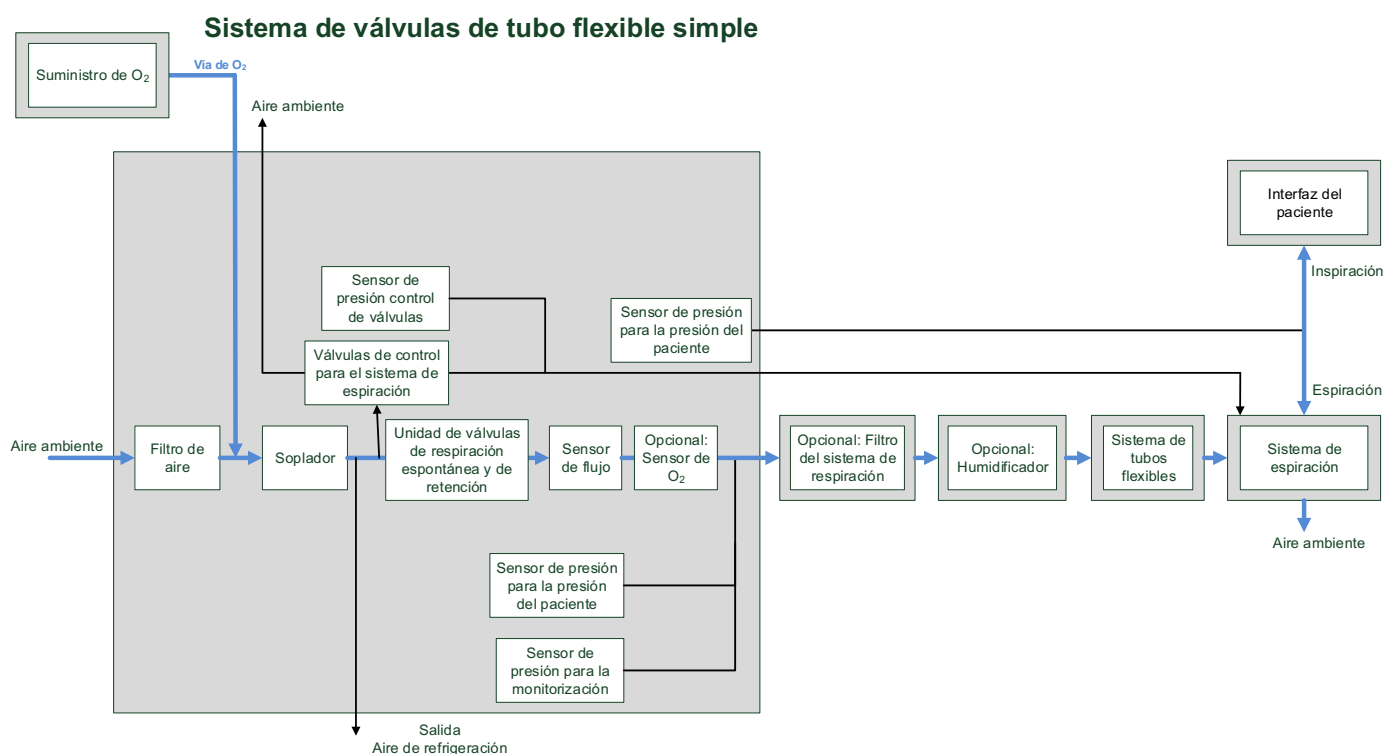 Sistema de válvulas de tubo flexible simple
Suministro de O₂
Vía de O₂
Aire ambiente
Interfaz del
paciente
Inspiración
Sensor de
presión control
de válvulas
Sensor de presión
para la presión del
paciente
Válvulas de control
para el sistema de
espiración
Espiración
Aire ambiente
Filtro de
aire
Soplador
Unidad de válvulas
de respiración
espontánea y de
retención
Sensor
de flujo
Opcional:
Sensor de
O₂
Opcional: Filtro
del sistema de
respiración
Opcional:
Humidificador
Sistema de
tubos
flexibles
Sistema de
espiración
Aire ambiente
Sensor de presión
para la presión
del paciente
Sensor de
presión para la
monitorización
Salida
Aire de refrigeración